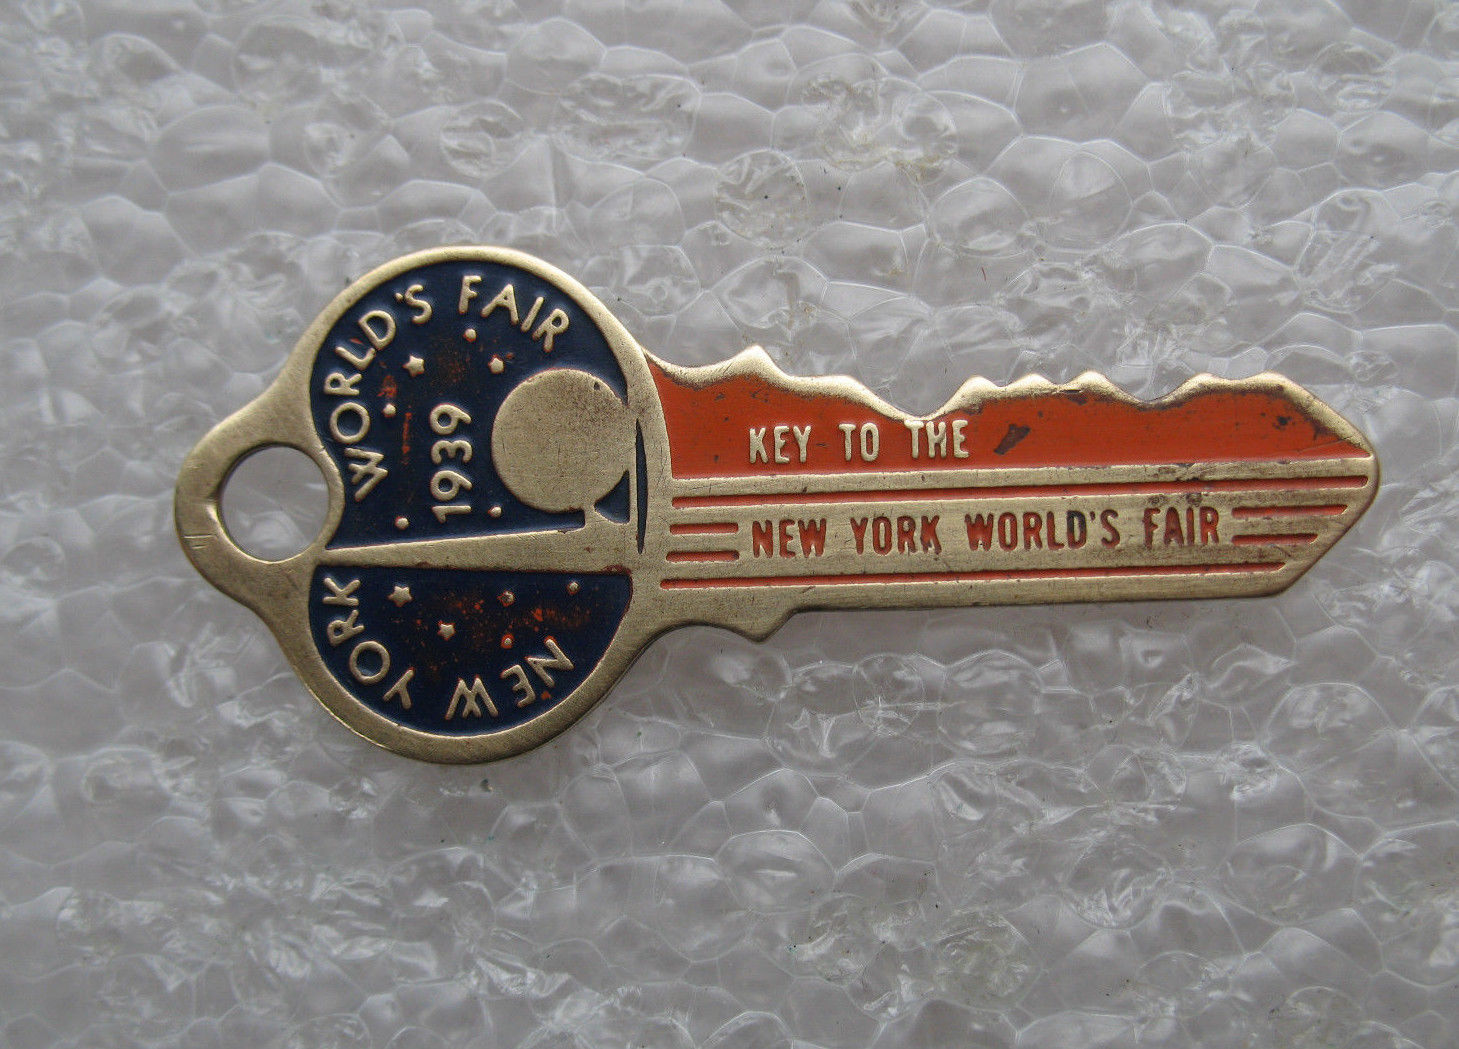 NEW YORK WORLD'S FAIR
1939
KEY TO THE
NEW YORK WORLD'S FAIR